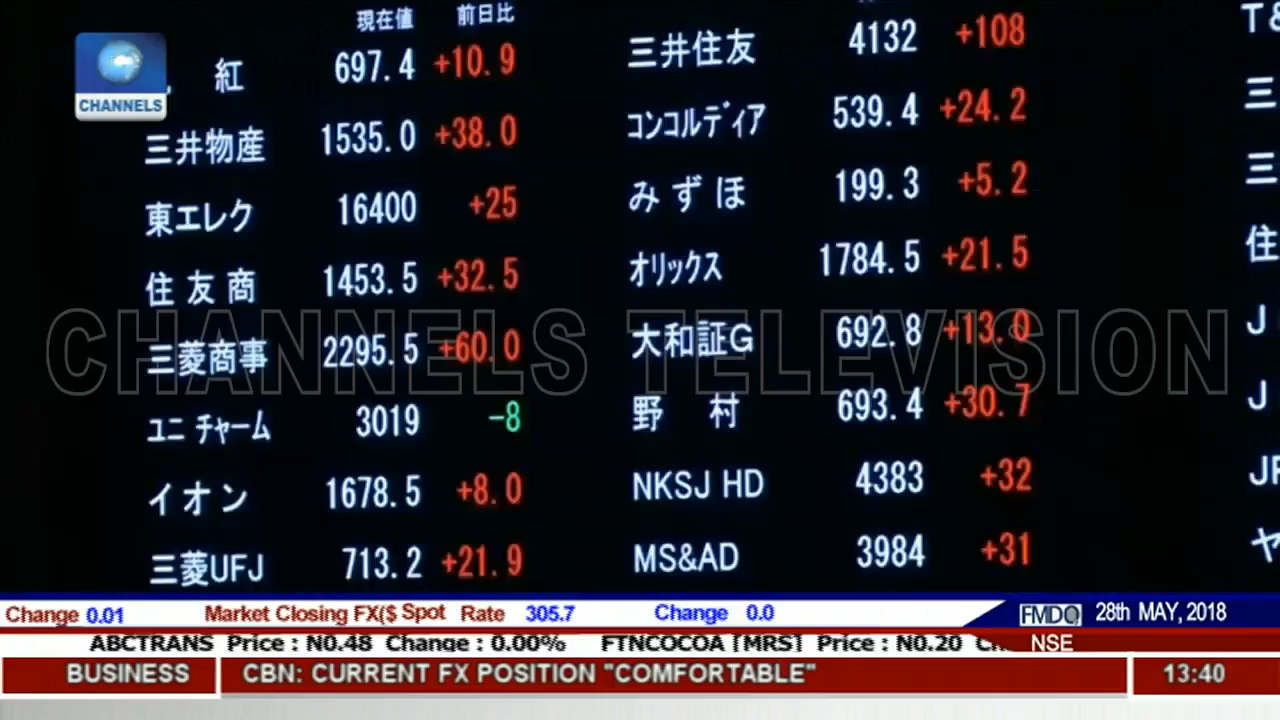 現在値 前日比
CHANNELS
紅 697.4 +10.9
三井物産 1535.0 +38.0
東エレク 16400 +25
住友商 1453.5 +32.5
三菱商事 2295.5 +60.0
ユニチャーム 3019 -8
イオン 1678.5 +8.0
三菱UFJ 713.2 +21.9
三井住友 4132 +108
コンコルディア 539.4 +24.2
みずほ 199.3 +5.2
オリックス 1784.5 +21.5
大和証G 692.8 +13.0
野村 693.4 +30.7
NKSJ HD 4383 +32
MS&AD 3984 +31
T&
三
三
住
J
J
JP
ヤ
CHANNELS TELEVISION
Change 0.01 Market Closing FX($ Spot Rate 305.7 Change 0.0 FMDQ 28th MAY, 2018
ABCTRANS Price : N0.48 Change : 0.00% FTNCOCOA [MRS] Price : N0.20 NSE
BUSINESS CBN: CURRENT FX POSITION "COMFORTABLE" 13:40